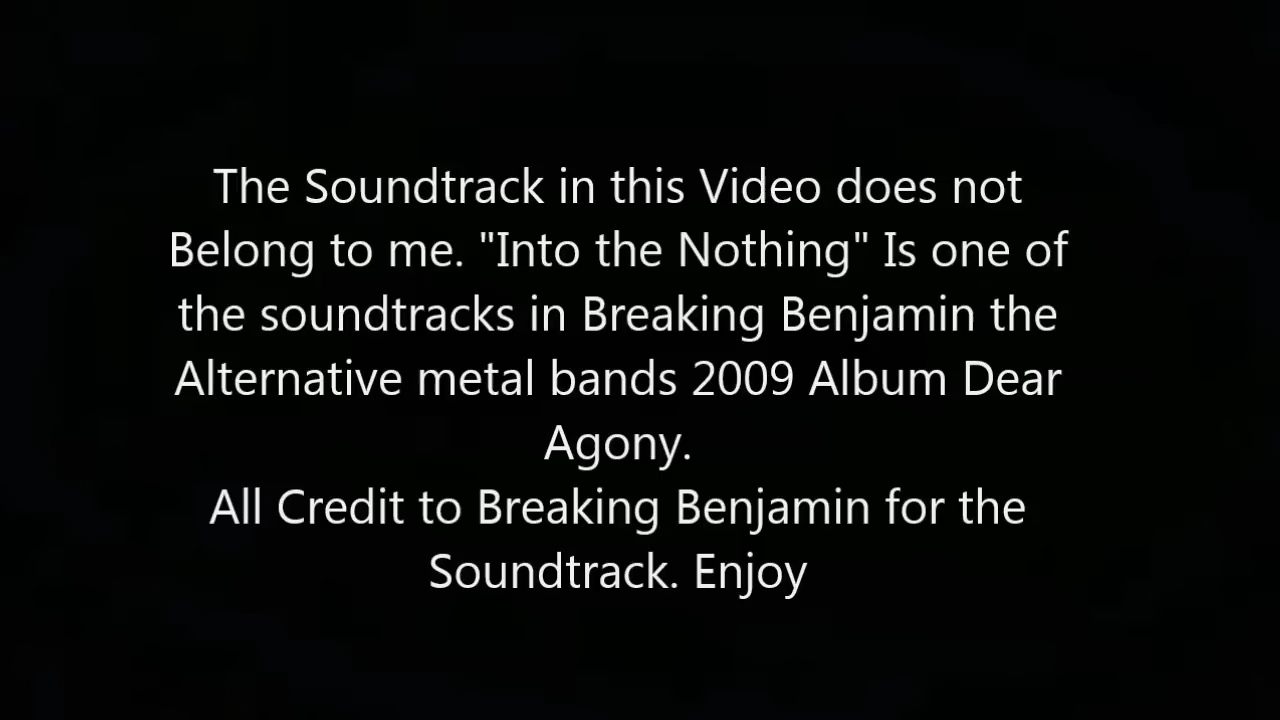 The Soundtrack in this Video does not
Belong to me. "Into the Nothing" Is one of
the soundtracks in Breaking Benjamin the
Alternative metal bands 2009 Album Dear
Agony.
All Credit to Breaking Benjamin for the
Soundtrack. Enjoy